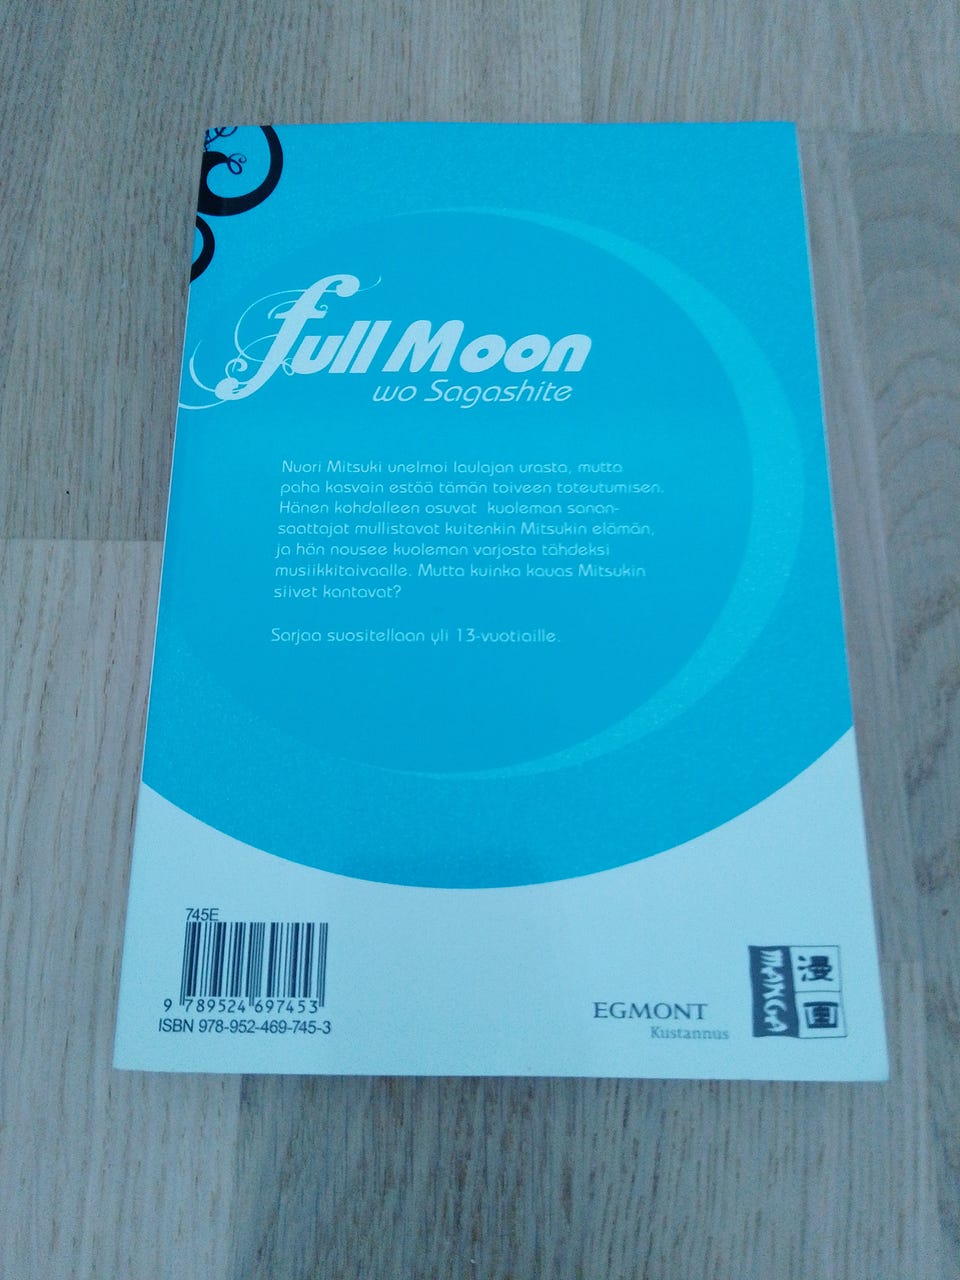 full Moon
wo Sagashite
Nuori Mitsuki unelmoi laulajan urasta, mutta
paha kasvain estää tämän toiveen toteutumisen.
Hänen kohdalleen osuvat kuoleman sanan-
saattajat mullistavat kuitenkin Mitsukin elämän,
ja hän nousee kuoleman varjosta tähdeksi
musiikkitaivaalle. Mutta kuinka kauas Mitsukin
siivet kantavat?
Sarjaa suositellaan yli 13-vuotiaille.
745E
9 789524 697453
ISBN 978-952-469-745-3
EGMONT
Kustannus
MANGA
漫画